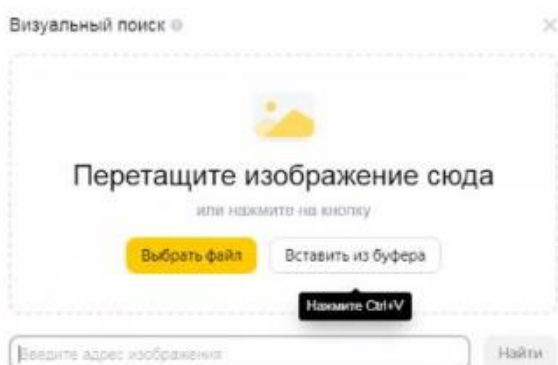 Визуальный поиск
Перетащите изображение сюда
или нажмите на кнопку
Выбрать файл
Вставить из буфера
Нажмите Ctrl+V
Введите адрес изображения
Найти